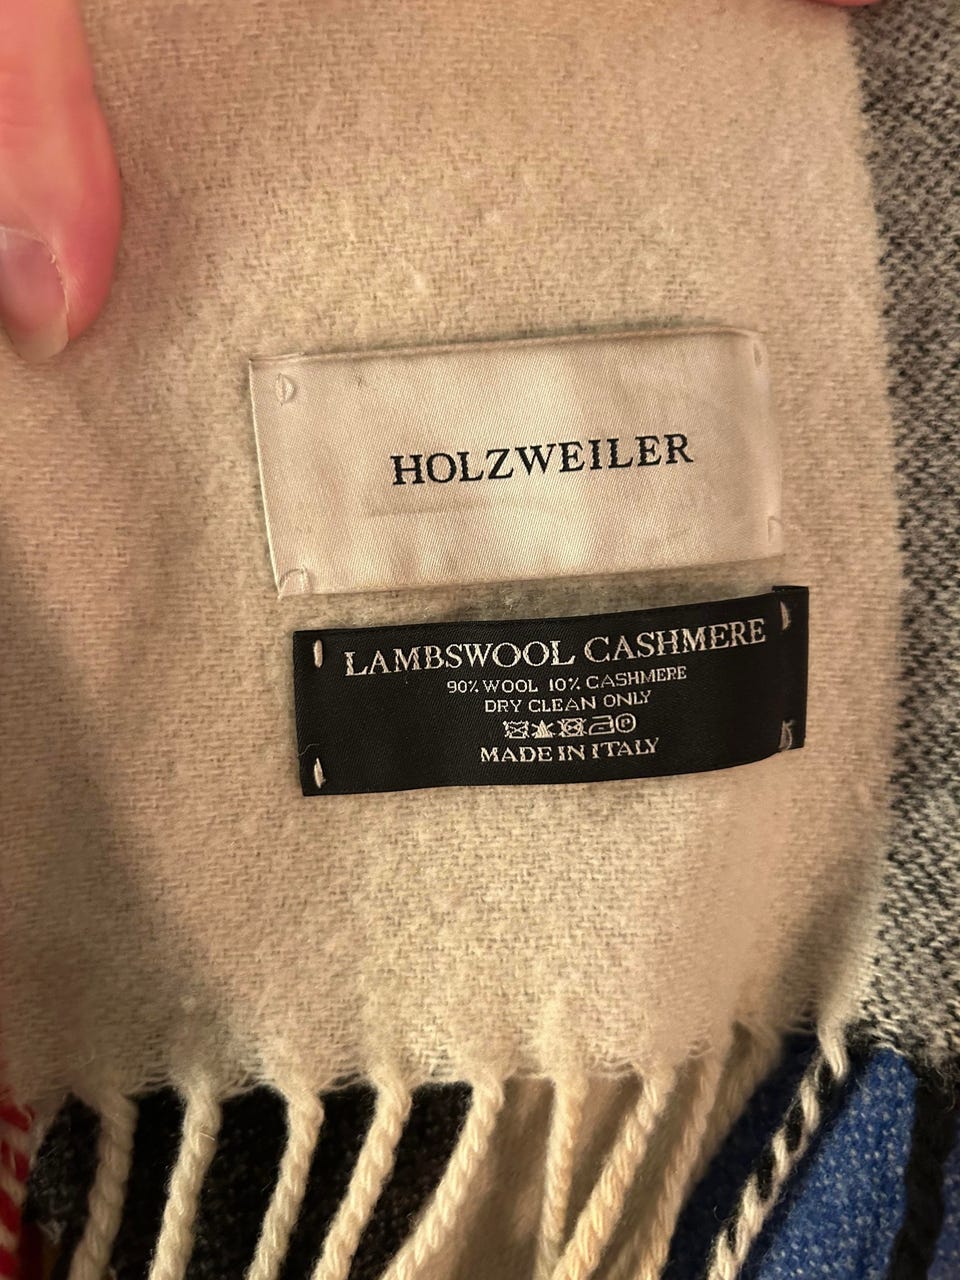 HOLZWEILER
LAMBSWOOL CASHMERE
90% WOOL 10% CASHMERE
DRY CLEAN ONLY
MADE IN ITALY